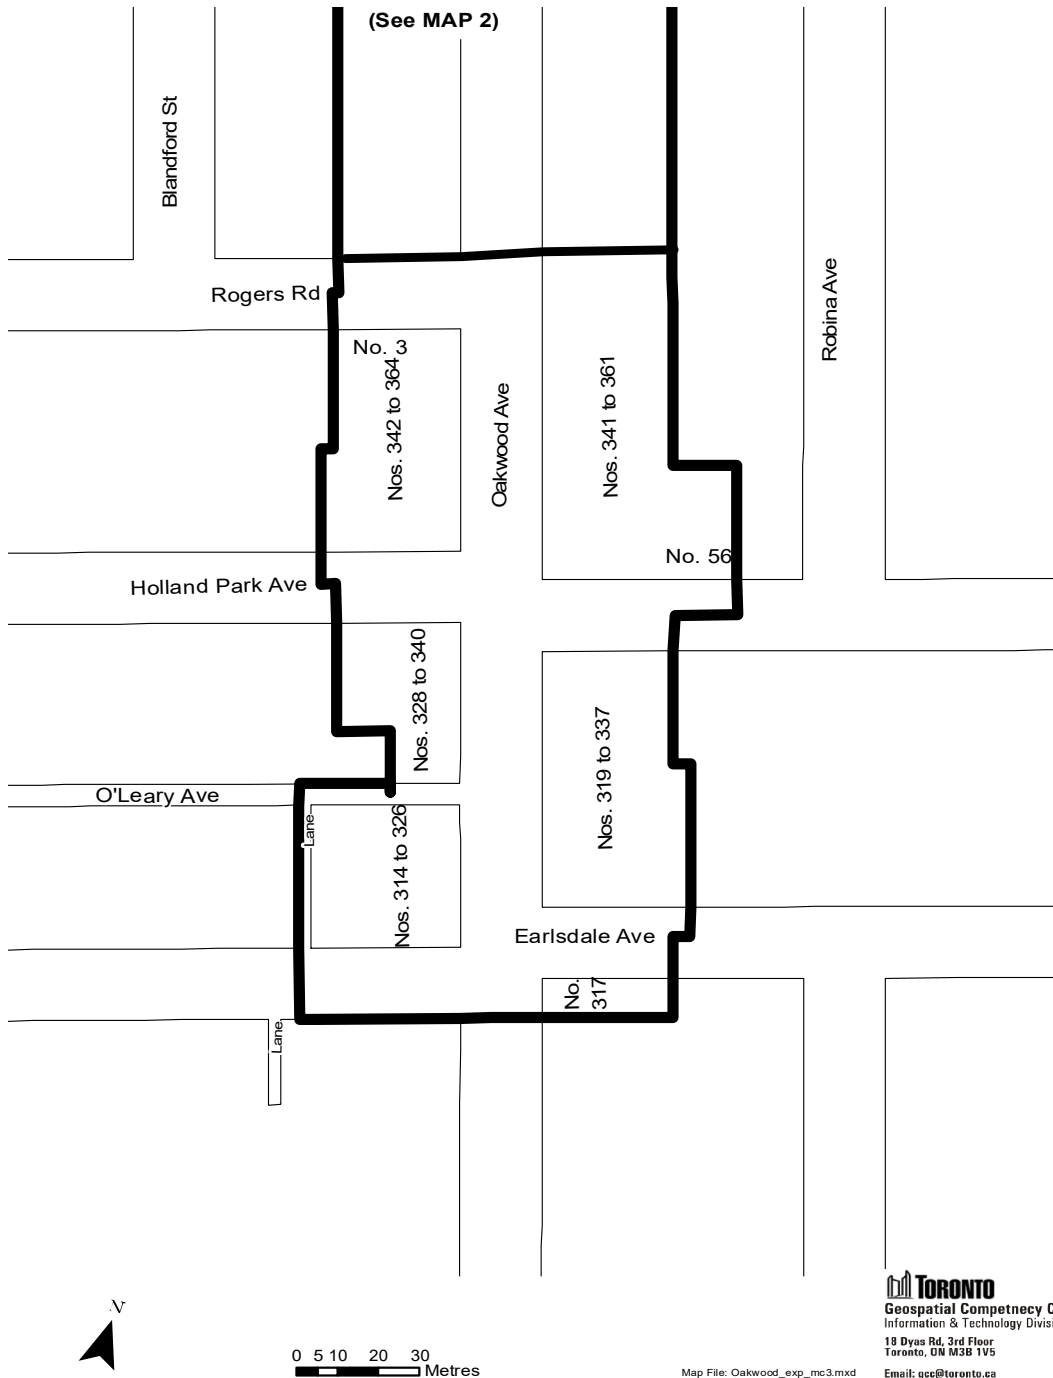 (See MAP 2)
Blandford St
Rogers Rd
Robina Ave
No. 3
Nos. 342 to 364
Oakwood Ave
Nos. 341 to 361
No. 56
Holland Park Ave
Nos. 328 to 340
Nos. 319 to 337
O'Leary Ave
Lane
Nos. 314 to 326
Earlsdale Ave
No.
317
Lane
N
0 5 10 20 30
Metres
Map File: Oakwood_exp_mc3.mxd
TORONTO
Geospatial Competnecy C
Information & Technology Divisi
18 Dyas Rd, 3rd Floor
Toronto, ON M3B 1V5
Email: gcc@toronto.ca